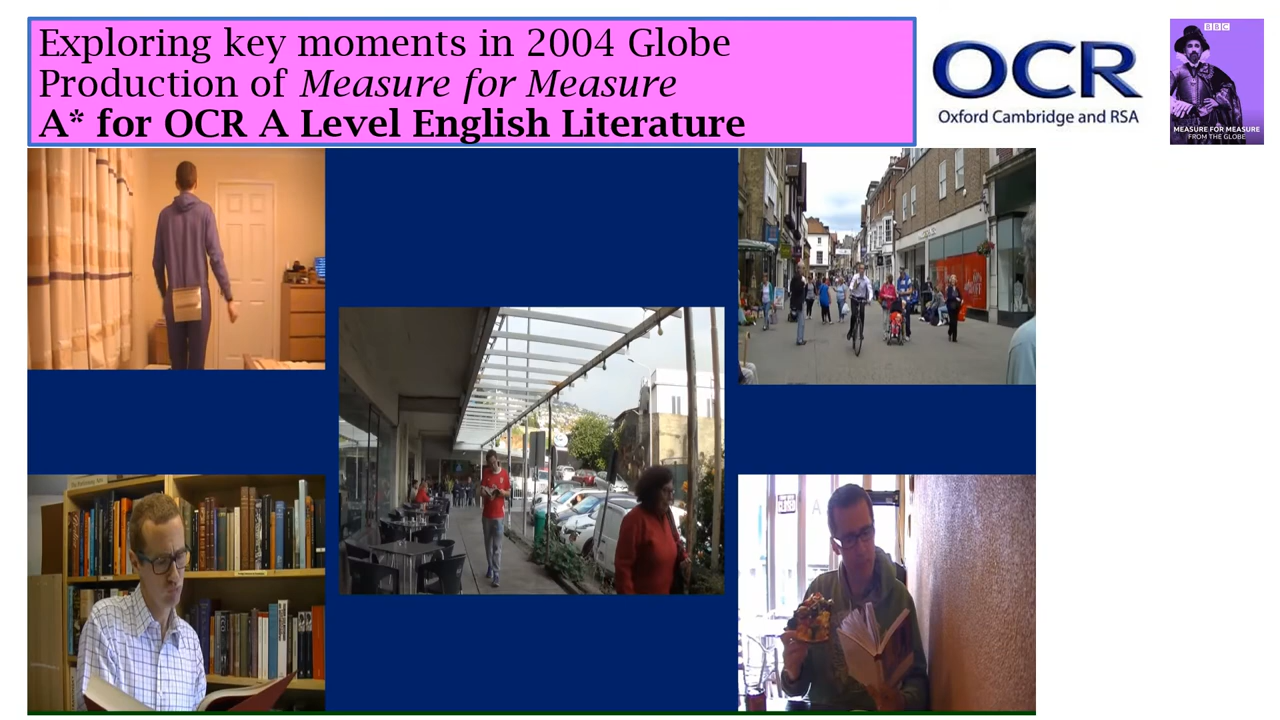 Exploring key moments in 2004 Globe
Production of Measure for Measure
A* for OCR A Level English Literature
OCR
Oxford Cambridge and RSA
BBC
MEASURE FOR MEASURE
FROM THE GLOBE